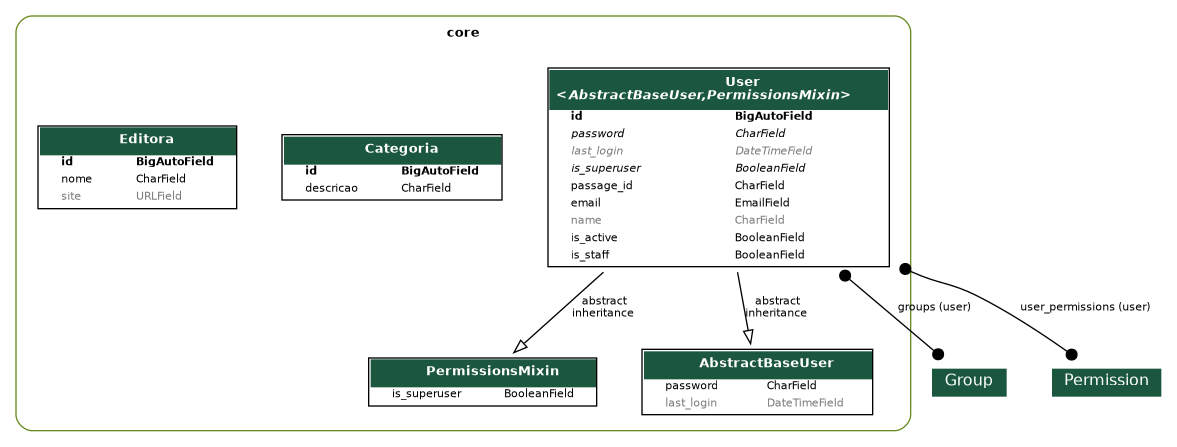 core
User
<AbstractBaseUser,PermissionsMixin>
id BigAutoField
password CharField
last_login DateTimeField
is_superuser BooleanField
passage_id CharField
email EmailField
name CharField
is_active BooleanField
is_staff BooleanField
Editora
id BigAutoField
nome CharField
site URLField
Categoria
id BigAutoField
descricao CharField
abstract
inheritance
abstract
inheritance
groups (user)
user_permissions (user)
PermissionsMixin
is_superuser BooleanField
AbstractBaseUser
password CharField
last_login DateTimeField
Group
Permission